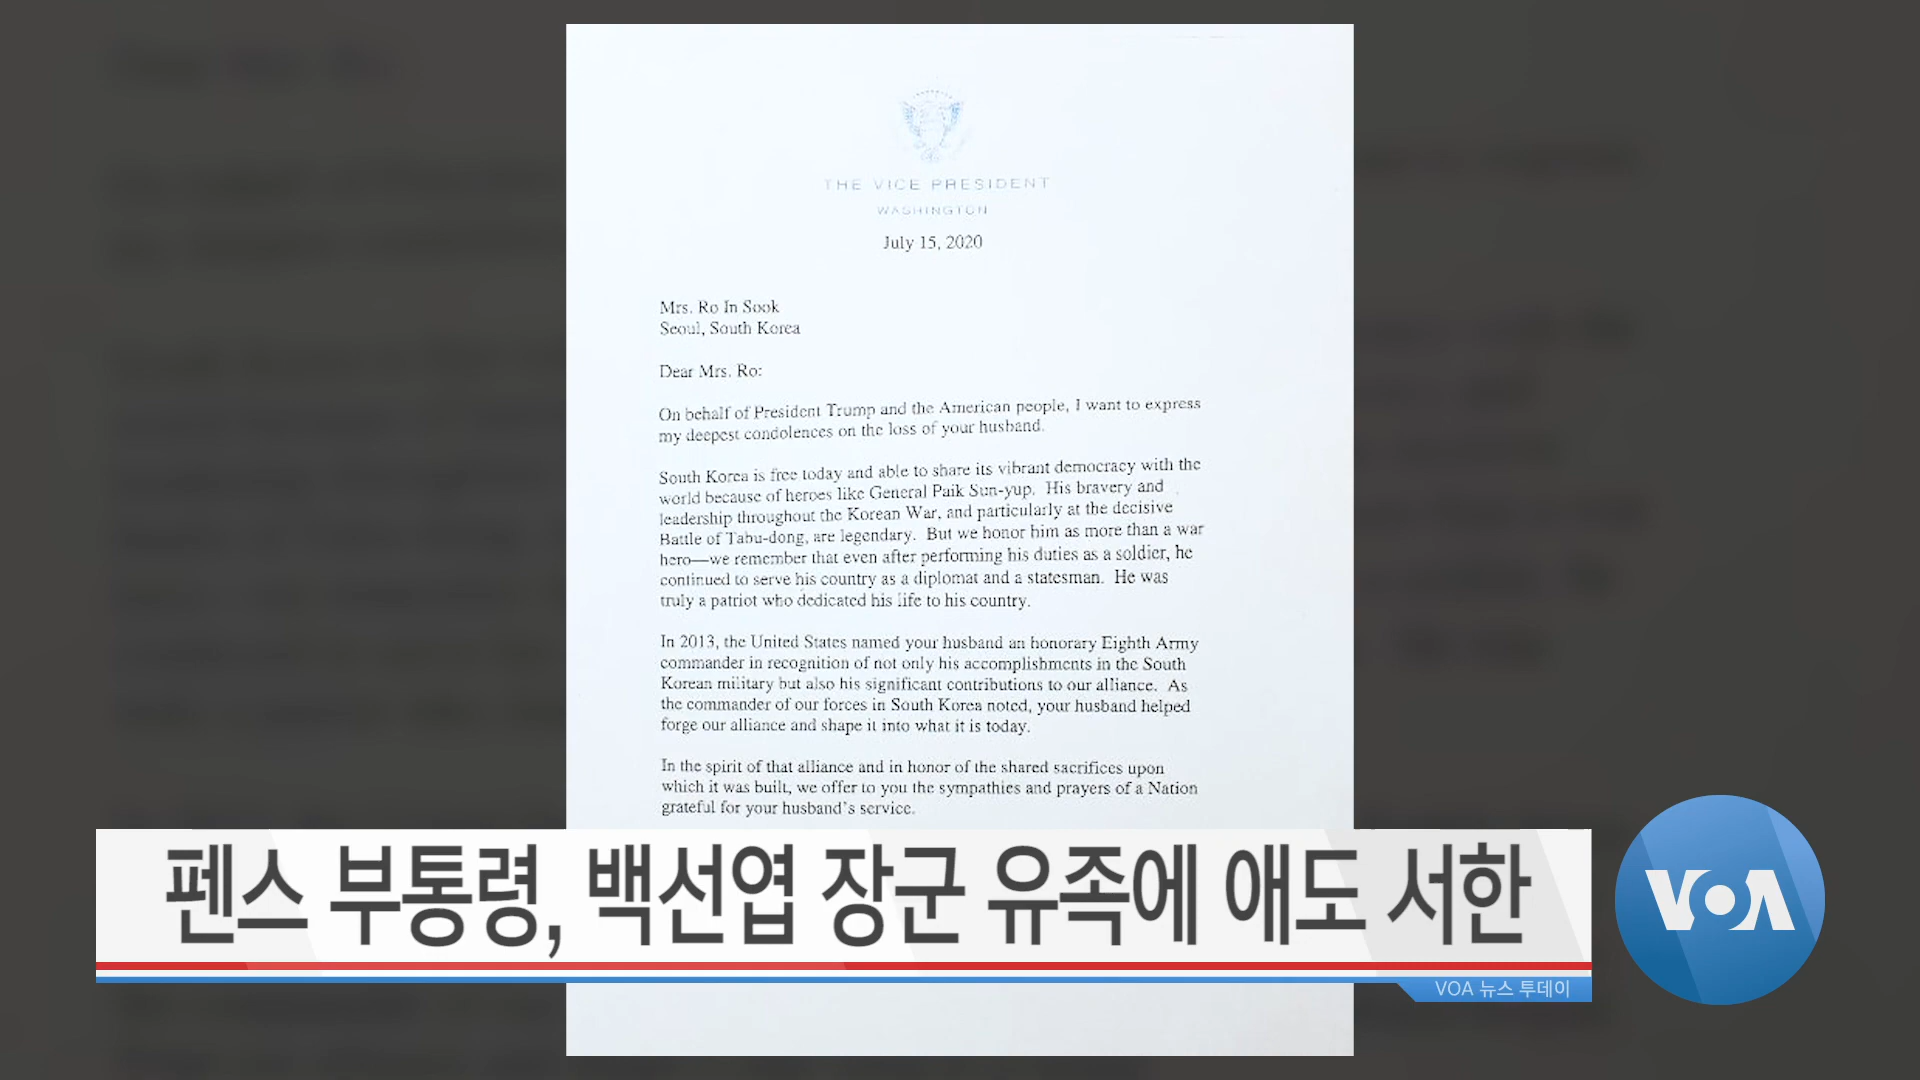 THE VICE PRESIDENT
WASHINGTON
July 15, 2020
Mrs. Ro In Sook
Seoul, South Korea
Dear Mrs. Ro:
On behalf of President Trump and the American people, I want to express
my deepest condolences on the loss of your husband.
South Korea is free today and able to share its vibrant democracy with the
world because of heroes like General Paik Sun-yup. His bravery and
leadership throughout the Korean War, and particularly at the decisive
Battle of Tabu-dong, are legendary. But we honor him as more than a war
hero—we remember that even after performing his duties as a soldier, he
continued to serve his country as a diplomat and a statesman. He was
truly a patriot who dedicated his life to his country.
In 2013, the United States named your husband an honorary Eighth Army
commander in recognition of not only his accomplishments in the South
Korean military but also his significant contributions to our alliance. As
the commander of our forces in South Korea noted, your husband helped
forge our alliance and shape it into what it is today.
In the spirit of that alliance and in honor of the shared sacrifices upon
which it was built, we offer to you the sympathies and prayers of a Nation
grateful for your husband's service.
펜스 부통령, 백선엽 장군 유족에 애도 서한
VOA
VOA 뉴스 투데이